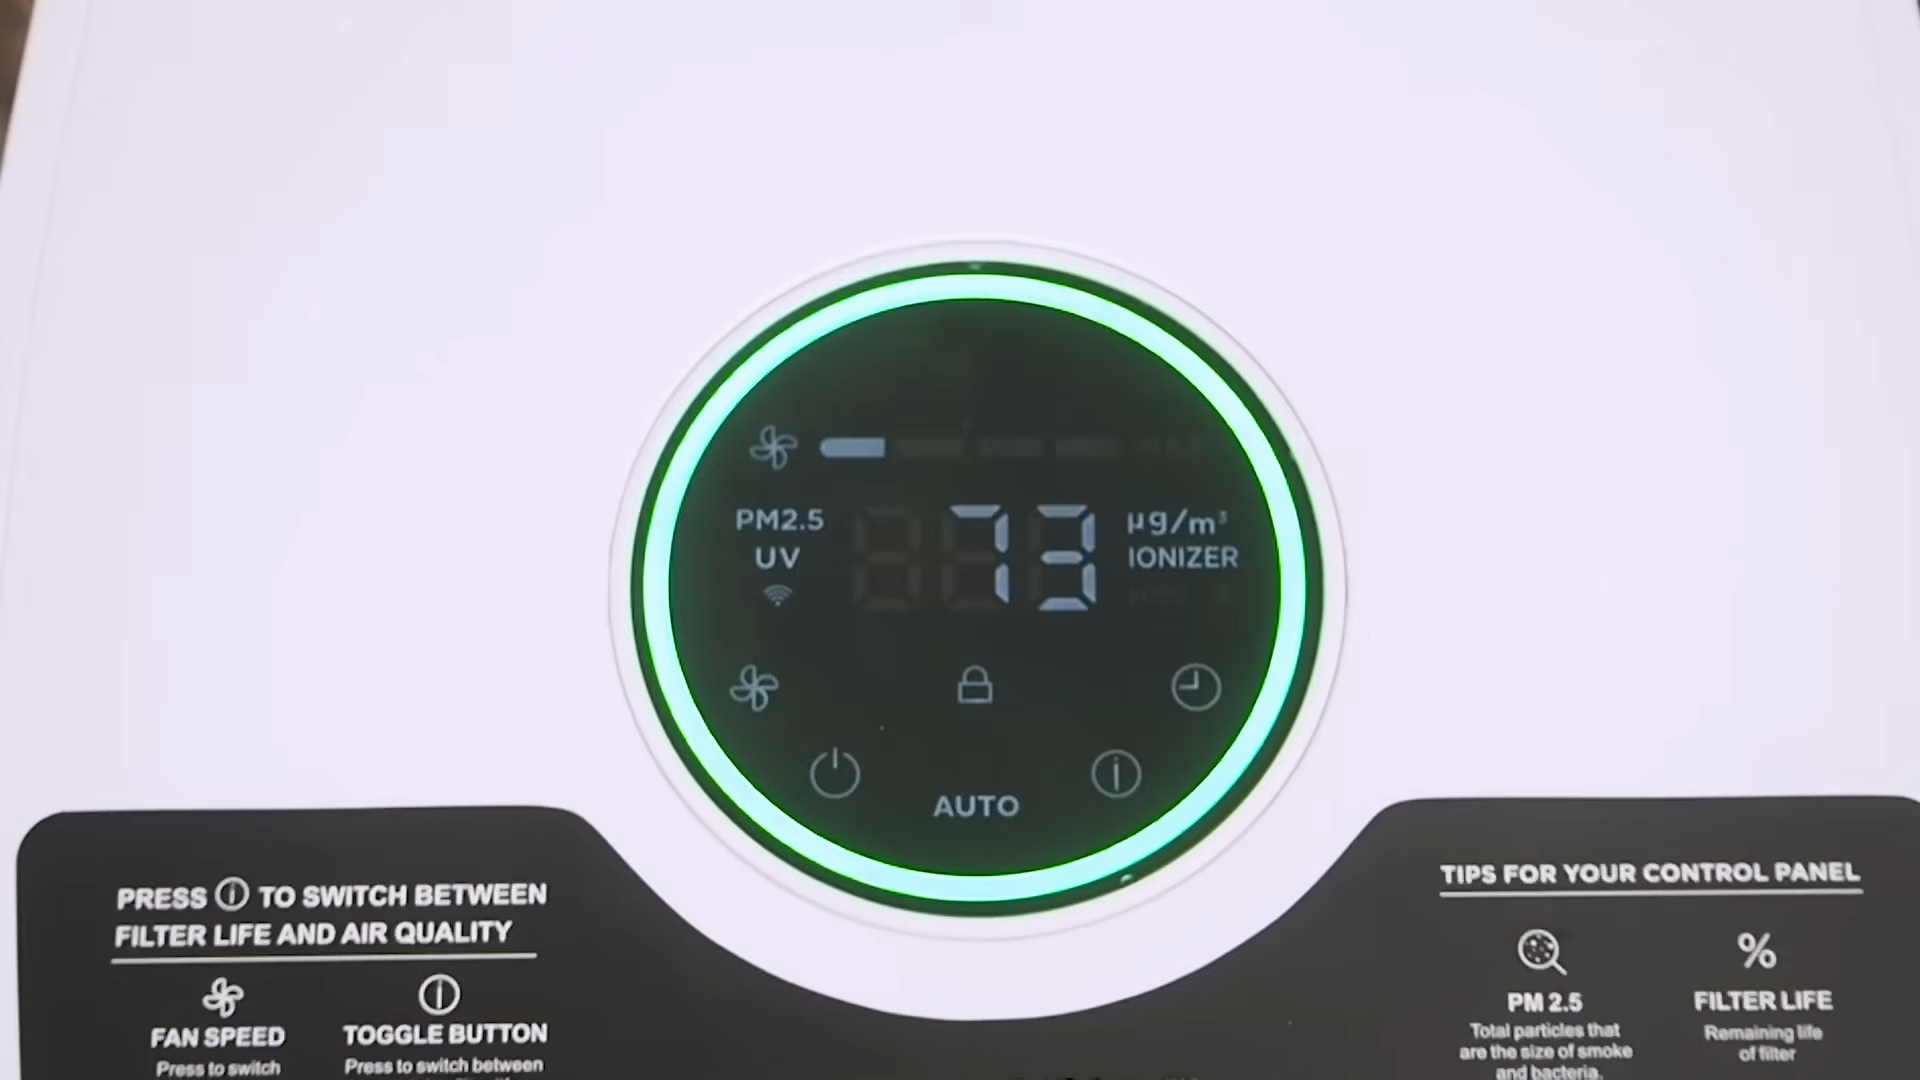 PM2.5
73
μg/m³
UV
IONIZER
AUTO
PRESS TO SWITCH BETWEEN
FILTER LIFE AND AIR QUALITY
FAN SPEED
Press to switch
TOGGLE BUTTON
Press to switch between
TIPS FOR YOUR CONTROL PANEL
PM 2.5
Total particles that
are the size of smoke
and bacteria.
%
FILTER LIFE
Remaining life
of filter